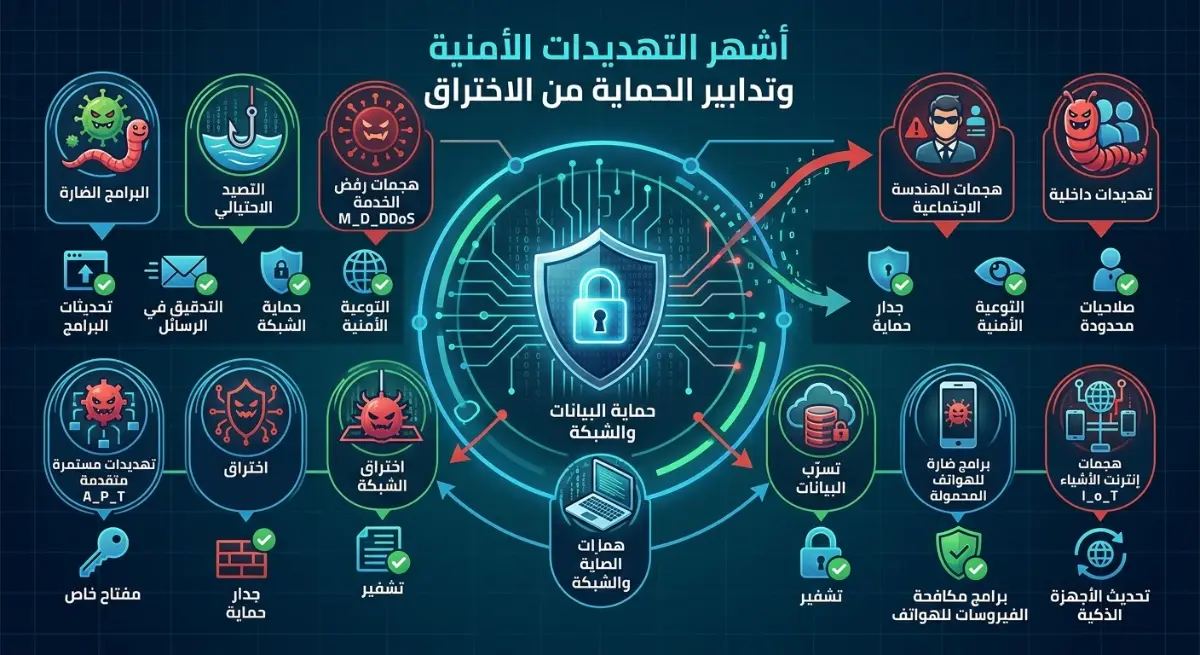 أشهر التهديدات الأمنية
وتدابير الحماية من الاختراق
البرامج الضارة
التصيد
الاحتيالي
هجمات رفض
الخدمة
M_D_DDoS
هجمات الهندسة
الاجتماعية
تهديدات داخلية
تحديثات
البرامج
التدقيق في
الرسائل
حماية
الشبكة
التوعية
الأمنية
جدار
حماية
التوعية
الأمنية
صلاحيات
محدودة
حماية البيانات
والشبكة
تهديدات مستمرة
متقدمة
A_P_T
اختراق
اختراق
الشبكة
تسرّب
البيانات
برامج ضارة
للهواتف
المحمولة
هجمات
إنترنت الأشياء
I_o_T
الصاية
والشبكة
مفتاح خاص
جدار
حماية
تشفير
تشفير
برامج مكافحة
الفيروسات للهواتف
تحديث الأجهزة
الذكية